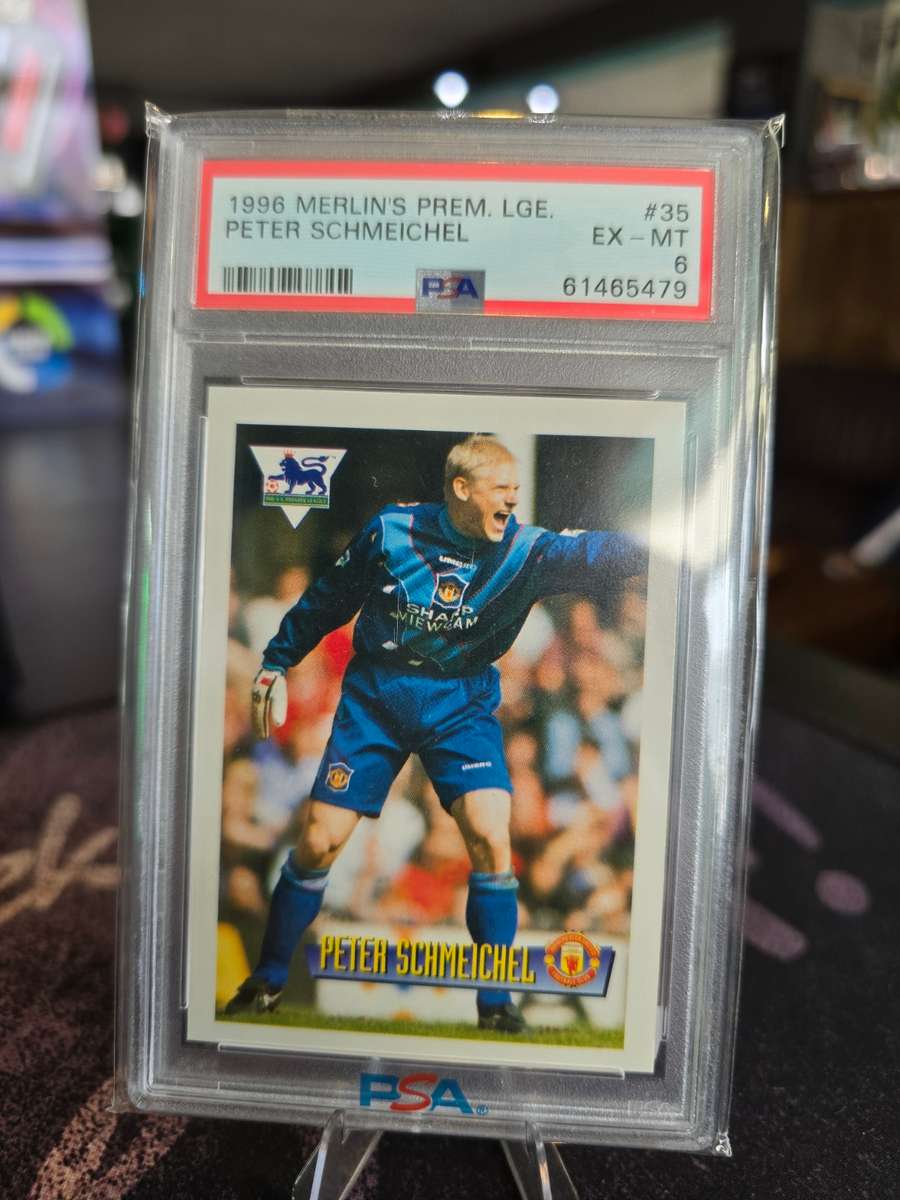 1996 MERLIN'S PREM. LGE. #35
PETER SCHMEICHEL EX - MT
6
PSA 61465479
UMBRO
SHARP
VIEWCAM
UMBRO
PETER SCHMEICHEL
PSA